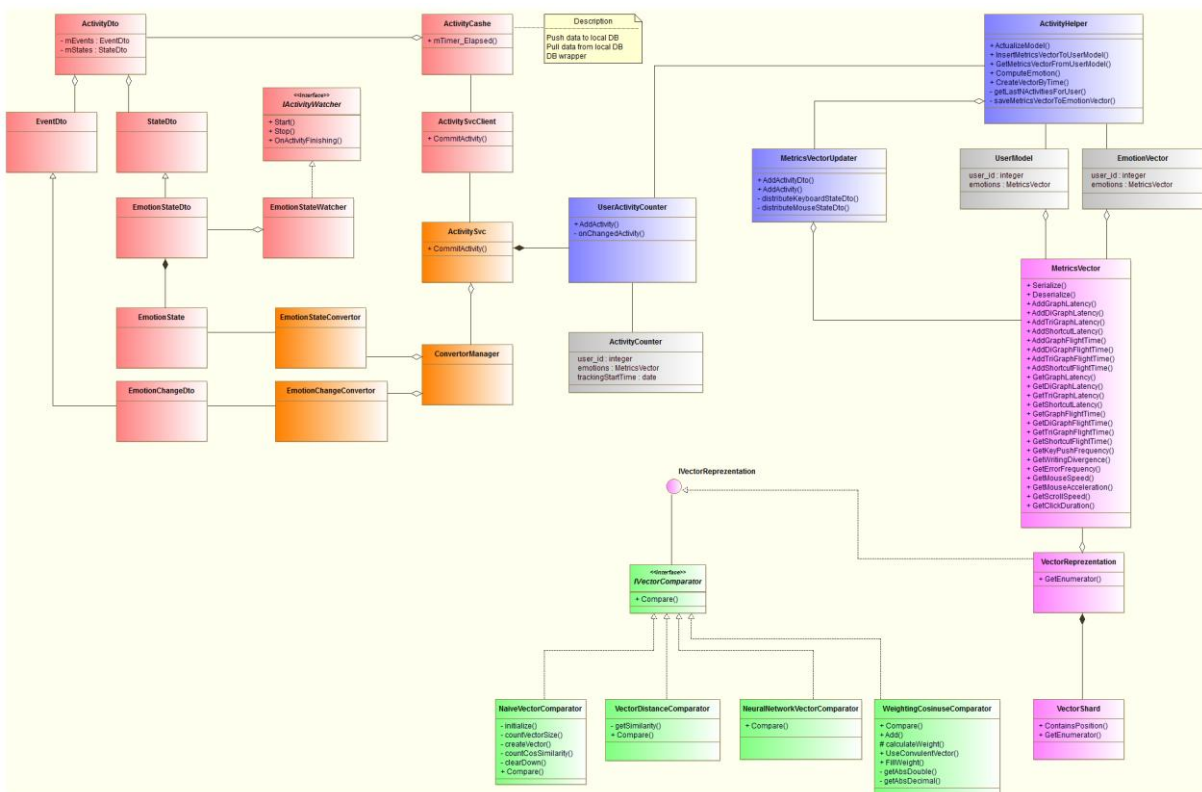 ActivityDto
- mEvents : EventDto
- mStates : StateDto
ActivityCashe
+ mTimer_Elapsed()
Description
Push data to local DB
Pull data from local DB
DB wrapper
ActivityHelper
+ ActualizeModel()
+ InsertMetricsVectorToUserModel()
+ GetMetricsVectorFromUserModel()
+ ComputeEmotion()
+ CreateVectorByTime()
- getLastNActivitiesForUser()
- saveMetricsVectorToEmotionVector()
EventDto
StateDto
<<Interface>>
IActivityWatcher
+ Start()
+ Stop()
+ OnActivityFinishing()
ActivitySvcClient
+ CommitActivity()
MetricsVectorUpdater
+ AddActivityDto()
+ AddActivity()
- distributeKeyboardStateDto()
- distributeMouseStateDto()
UserModel
user_id : integer
emotions : MetricsVector
EmotionVector
user_id : integer
emotions : MetricsVector
EmotionStateDto
EmotionStateWatcher
ActivitySvc
+ CommitActivity()
UserActivityCounter
+ AddActivity()
- onChangedActivity()
MetricsVector
+ Serialize()
+ Deserialize()
+ AddGraphLatency()
+ AddDiGraphLatency()
+ AddTriGraphLatency()
+ AddShortcutLatency()
+ AddGraphFlightTime()
+ AddDiGraphFlightTime()
+ AddTriGraphFlightTime()
+ AddShortcutFlightTime()
+ GetGraphLatency()
+ GetDiGraphLatency()
+ GetTriGraphLatency()
+ GetShortcutLatency()
+ GetGraphFlightTime()
+ GetDiGraphFlightTime()
+ GetTriGraphFlightTime()
+ GetShortcutFlightTime()
+ GetKeyPushFrequency()
+ GetWritingDivergence()
+ GetErrorFrequency()
+ GetMouseSpeed()
+ GetMouseAcceleration()
+ GetScrollSpeed()
+ GetClickDuration()
EmotionState
EmotionStateConvertor
ConvertorManager
ActivityCounter
user_id : integer
emotions : MetricsVector
trackingStartTime : date
EmotionChangeDto
EmotionChangeConvertor
IVectorReprezentation
<<Interface>>
IVectorComparator
+ Compare()
VectorReprezentation
+ GetEnumerator()
NaiveVectorComparator
- initialize()
- countVectorSize()
- createVector()
- countCosSimilarity()
- clearDown()
+ Compare()
VectorDistanceComparator
- getSimilarity()
+ Compare()
NeuralNetworkVectorComparator
+ Compare()
WeightingCosinuseComparator
+ Compare()
+ Add()
# calculateWeight()
+ UseConvulentVector()
+ FillWeight()
- getAbsDouble()
- getAbsDecimal()
VectorShard
+ ContainsPosition()
+ GetEnumerator()